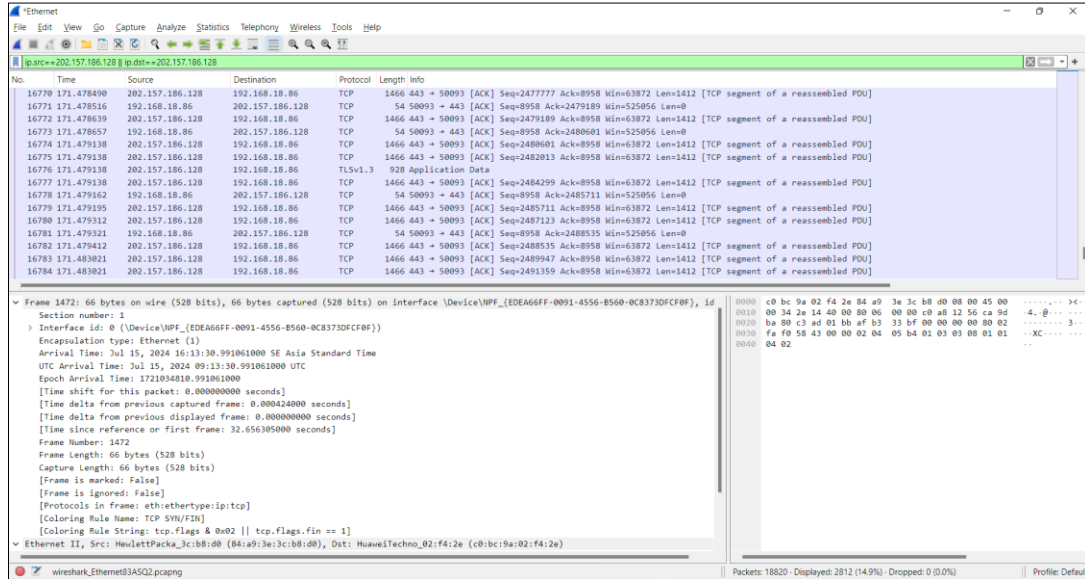 *Ethernet
File Edit View Go Capture Analyze Statistics Telephony Wireless Tools Help
ip.src==202.157.186.128 || ip.dst==202.157.186.128
No. Time Source Destination Protocol Length Info
16770 171.478490 202.157.186.128 192.168.18.86 TCP 1466 443 → 50093 [ACK] Seq=2477777 Ack=8958 Win=63872 Len=1412 [TCP segment of a reassembled PDU]
16771 171.478516 192.168.18.86 202.157.186.128 TCP 54 50093 → 443 [ACK] Seq=8958 Ack=2479189 Win=525056 Len=0
16772 171.478639 202.157.186.128 192.168.18.86 TCP 1466 443 → 50093 [ACK] Seq=2479189 Ack=8958 Win=63872 Len=1412 [TCP segment of a reassembled PDU]
16773 171.478657 192.168.18.86 202.157.186.128 TCP 54 50093 → 443 [ACK] Seq=8958 Ack=2480601 Win=525056 Len=0
16774 171.479138 202.157.186.128 192.168.18.86 TCP 1466 443 → 50093 [ACK] Seq=2480601 Ack=8958 Win=63872 Len=1412 [TCP segment of a reassembled PDU]
16775 171.479138 202.157.186.128 192.168.18.86 TCP 1466 443 → 50093 [ACK] Seq=2482013 Ack=8958 Win=63872 Len=1412 [TCP segment of a reassembled PDU]
16776 171.479138 202.157.186.128 192.168.18.86 TLSv1.3 928 Application Data
16777 171.479138 202.157.186.128 192.168.18.86 TCP 1466 443 → 50093 [ACK] Seq=2484299 Ack=8958 Win=63872 Len=1412 [TCP segment of a reassembled PDU]
16778 171.479162 192.168.18.86 202.157.186.128 TCP 54 50093 → 443 [ACK] Seq=8958 Ack=2485711 Win=525056 Len=0
16779 171.479195 202.157.186.128 192.168.18.86 TCP 1466 443 → 50093 [ACK] Seq=2485711 Ack=8958 Win=63872 Len=1412 [TCP segment of a reassembled PDU]
16780 171.479312 202.157.186.128 192.168.18.86 TCP 1466 443 → 50093 [ACK] Seq=2487123 Ack=8958 Win=63872 Len=1412 [TCP segment of a reassembled PDU]
16781 171.479321 192.168.18.86 202.157.186.128 TCP 54 50093 → 443 [ACK] Seq=8958 Ack=2488535 Win=525056 Len=0
16782 171.479412 202.157.186.128 192.168.18.86 TCP 1466 443 → 50093 [ACK] Seq=2488535 Ack=8958 Win=63872 Len=1412 [TCP segment of a reassembled PDU]
16783 171.483021 202.157.186.128 192.168.18.86 TCP 1466 443 → 50093 [ACK] Seq=2489947 Ack=8958 Win=63872 Len=1412 [TCP segment of a reassembled PDU]
16784 171.483021 202.157.186.128 192.168.18.86 TCP 1466 443 → 50093 [ACK] Seq=2491359 Ack=8958 Win=63872 Len=1412 [TCP segment of a reassembled PDU]
Frame 1472: 66 bytes on wire (528 bits), 66 bytes captured (528 bits) on interface \Device\NPF_{EDEA66FF-0091-4556-B560-0C8373DFCF0F}, id
Section number: 1
Interface id: 0 (\Device\NPF_{EDEA66FF-0091-4556-B560-0C8373DFCF0F})
Encapsulation type: Ethernet (1)
Arrival Time: Jul 15, 2024 16:13:30.991061000 SE Asia Standard Time
UTC Arrival Time: Jul 15, 2024 09:13:30.991061000 UTC
Epoch Arrival Time: 1721034810.991061000
[Time shift for this packet: 0.000000000 seconds]
[Time delta from previous captured frame: 0.000424000 seconds]
[Time delta from previous displayed frame: 0.000000000 seconds]
[Time since reference or first frame: 32.656305000 seconds]
Frame Number: 1472
Frame Length: 66 bytes (528 bits)
Capture Length: 66 bytes (528 bits)
[Frame is marked: False]
[Frame is ignored: False]
[Protocols in frame: eth:ethertype:ip:tcp]
[Coloring Rule Name: TCP SYN/FIN]
[Coloring Rule String: tcp.flags & 0x02 || tcp.flags.fin == 1]
Ethernet II, Src: HewlettPacka_3c:b8:d0 (84:a9:3e:3c:b8:d0), Dst: HuaweiTechno_02:f4:2e (c0:bc:9a:02:f4:2e)
0000 c0 bc 9a 02 f4 2e 84 a9 3e 3c b8 d0 08 00 45 00
0010 00 34 2e 14 40 00 80 06 00 00 c0 a8 12 56 ca 9d
0020 ba 80 c3 ad 01 bb af b3 33 bf 00 00 00 00 80 02
0030 fa f0 58 43 00 00 02 04 05 b4 01 03 03 08 01 01
0040 04 02
wireshark_Ethernet83ASQ2.pcapng
Packets: 18820 · Displayed: 2812 (14.9%) · Dropped: 0 (0.0%)
Profile: Defau